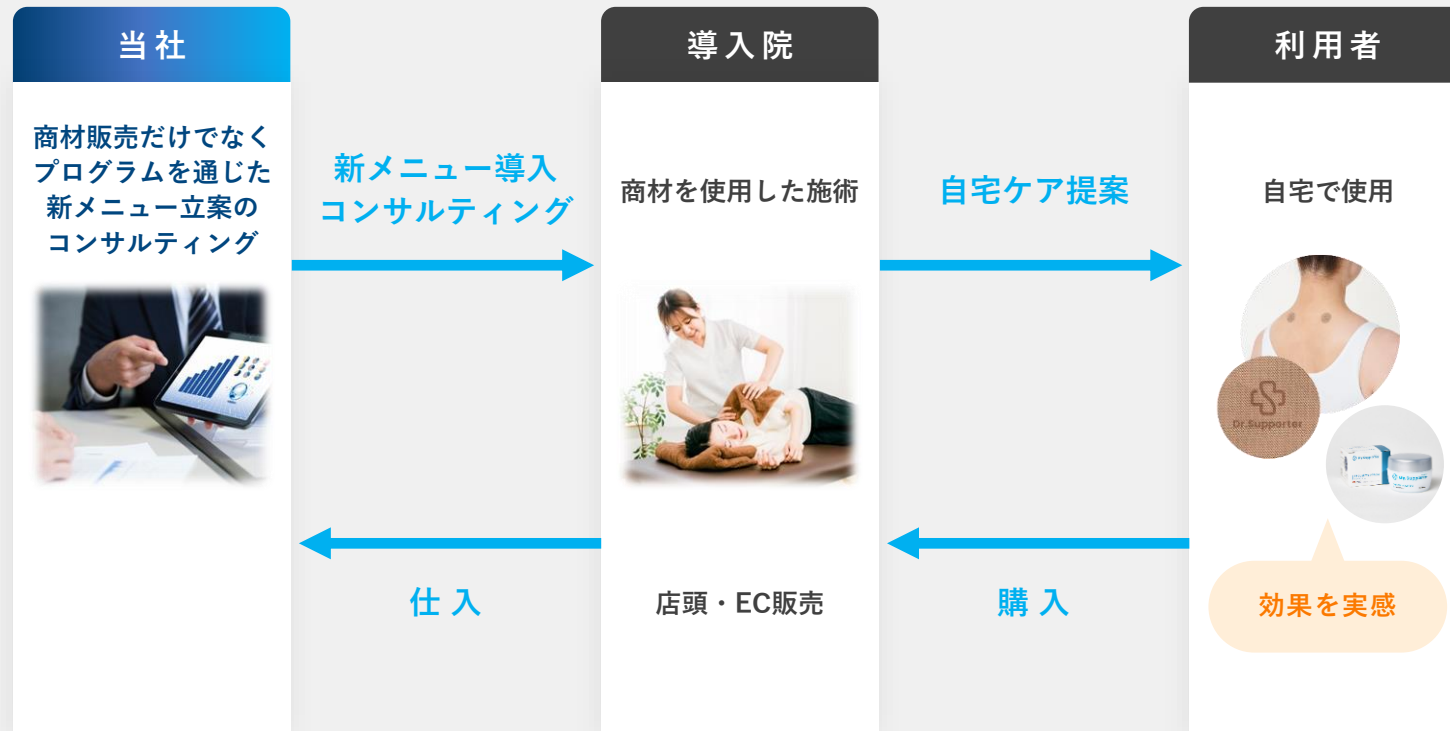 当社
商材販売だけでなく
プログラムを通じた
新メニュー立案の
コンサルティング
新メニュー導入
コンサルティング
導入院
商材を使用した施術
店頭・EC販売
自宅ケア提案
利用者
自宅で使用
Dr.Supporter
効果を実感
購入
仕入